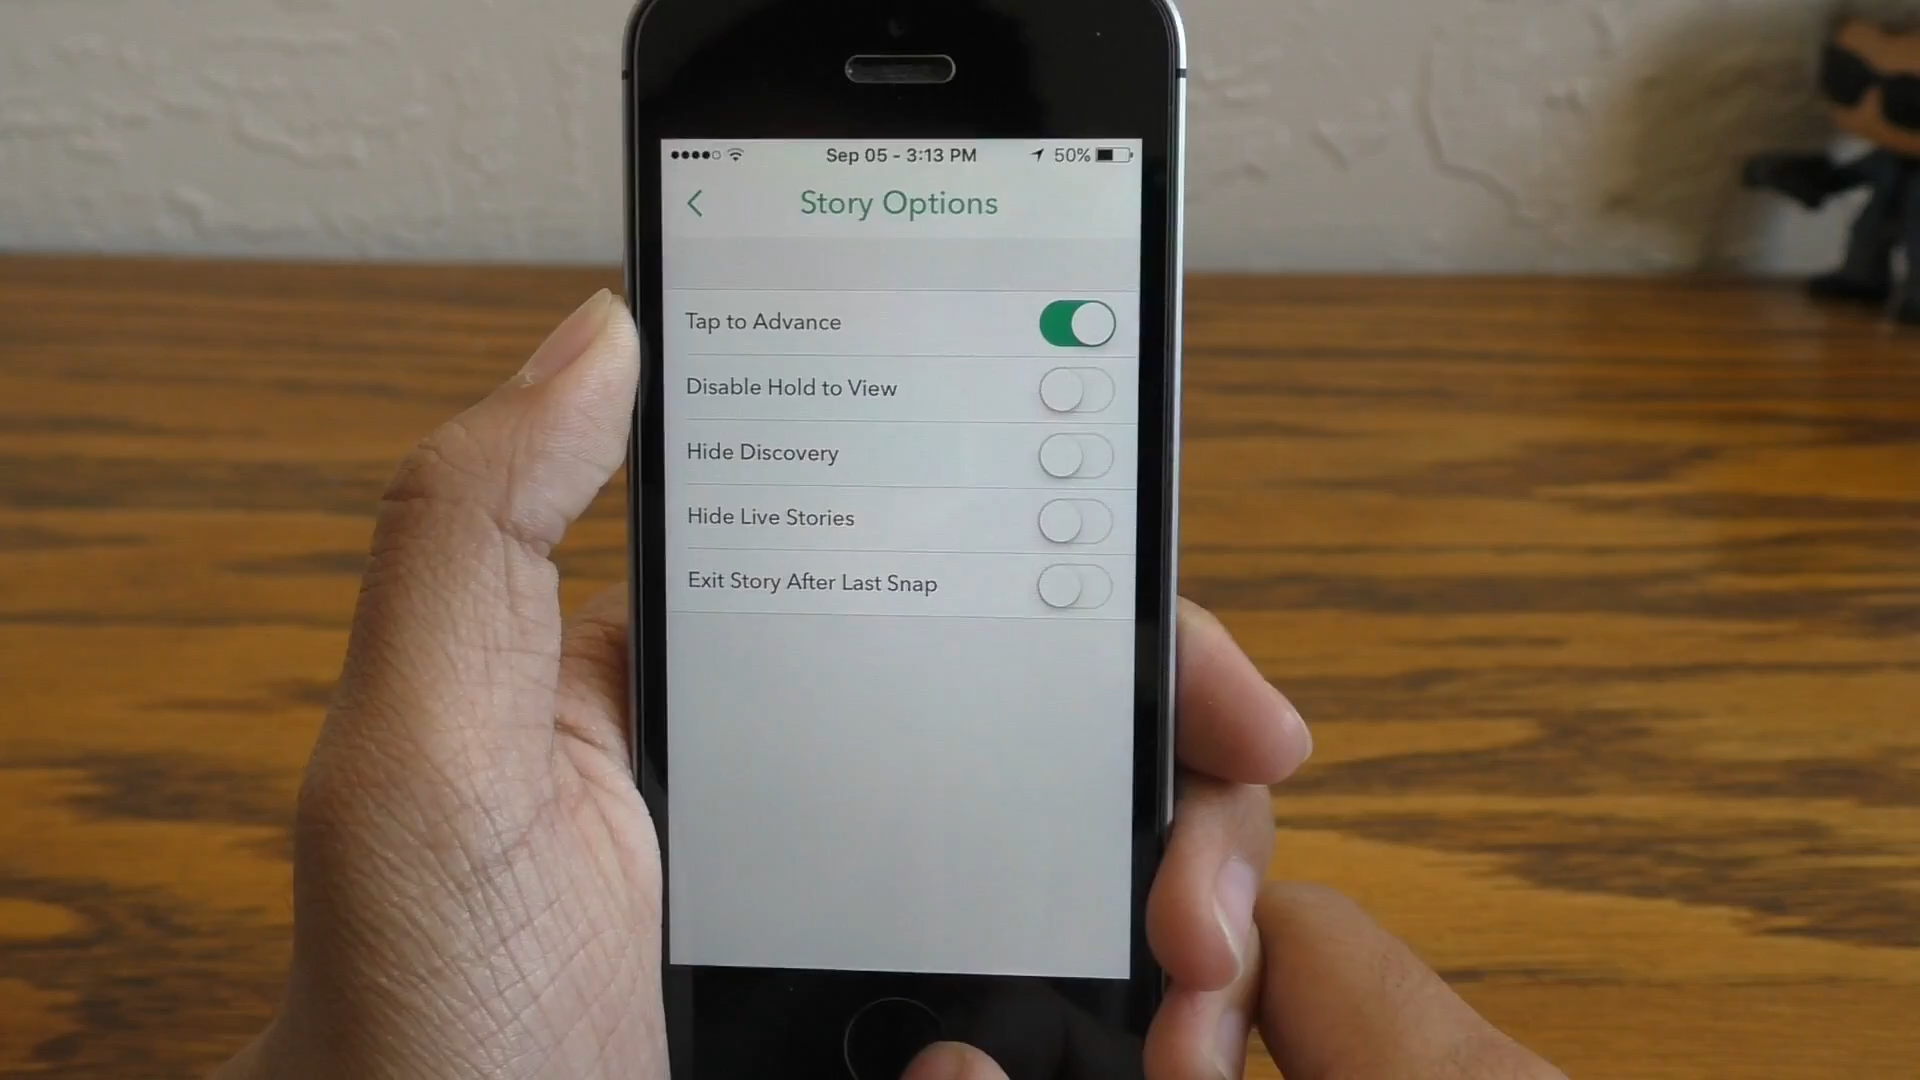 Sep 05 - 3:13 PM 50%
Story Options
Tap to Advance
Disable Hold to View
Hide Discovery
Hide Live Stories
Exit Story After Last Snap